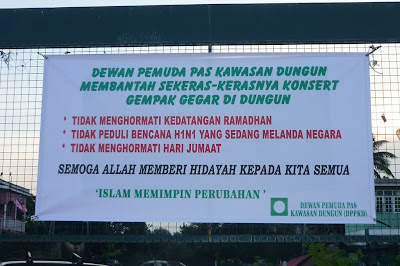 DEWAN PEMUDA PAS KAWASAN DUNGUN
MEMBANTAH SEKERAS-KERASNYA KONSERT
GEMPAK GEGAR DI DUNGUN
* TIDAK MENGHORMATI KEDATANGAN RAMADHAN
* TIDAK PEDULI BENCANA H1N1 YANG SEDANG MELANDA NEGARA
* TIDAK MENGHORMATI HARI JUMAAT
SEMOGA ALLAH MEMBERI HIDAYAH KEPADA KITA SEMUA
'ISLAM MEMIMPIN PERUBAHAN'
DEWAN PEMUDA PAS
KAWASAN DUNGUN (DPPKD)